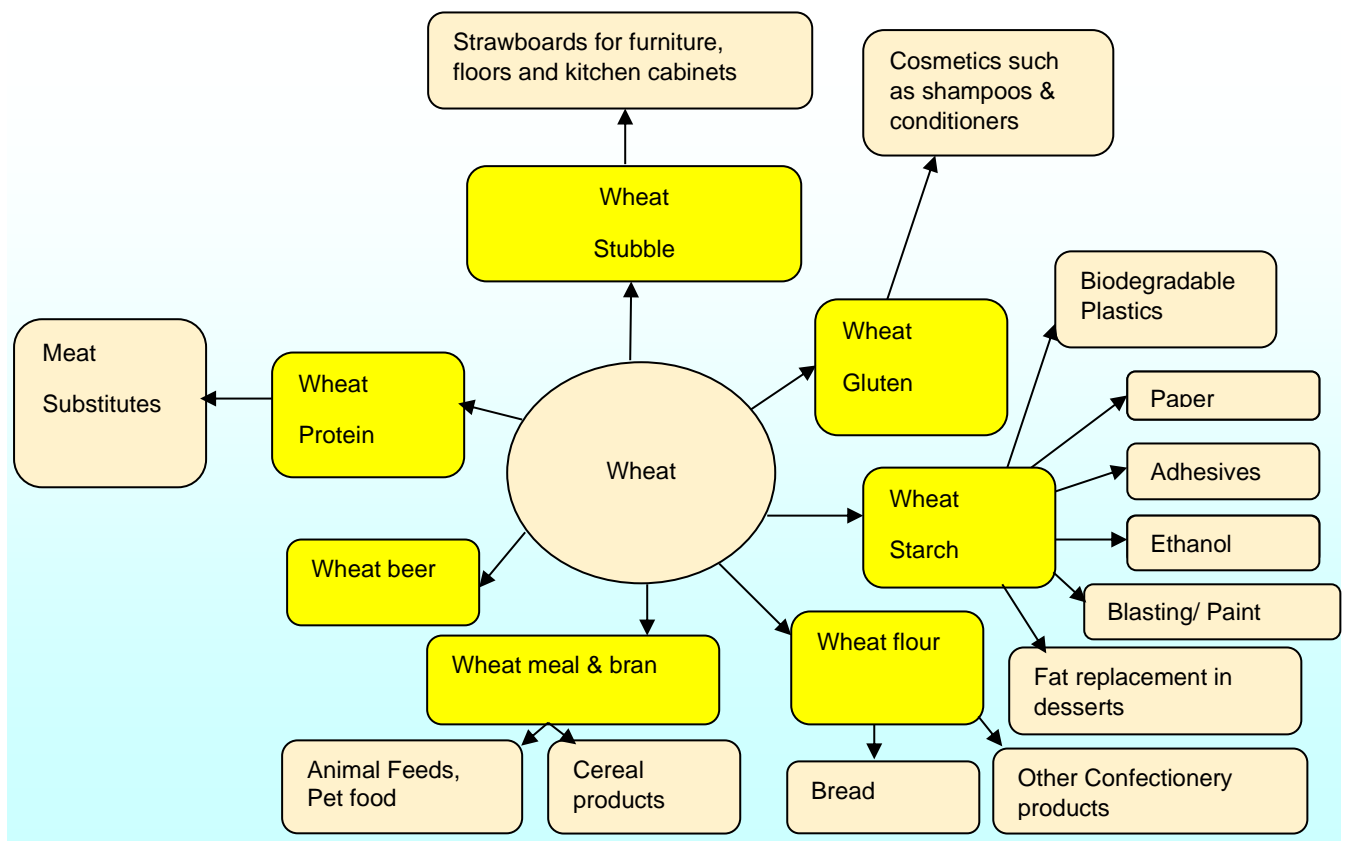 Strawboards for furniture,
floors and kitchen cabinets
Cosmetics such
as shampoos &
conditioners
Wheat
Stubble
Biodegradable
Plastics
Wheat
Gluten
Meat
Substitutes
Wheat
Protein
Paper
Wheat
Adhesives
Wheat
Starch
Ethanol
Wheat beer
Blasting/ Paint
Wheat flour
Wheat meal & bran
Fat replacement in
desserts
Animal Feeds,
Pet food
Cereal
products
Bread
Other Confectionery
products